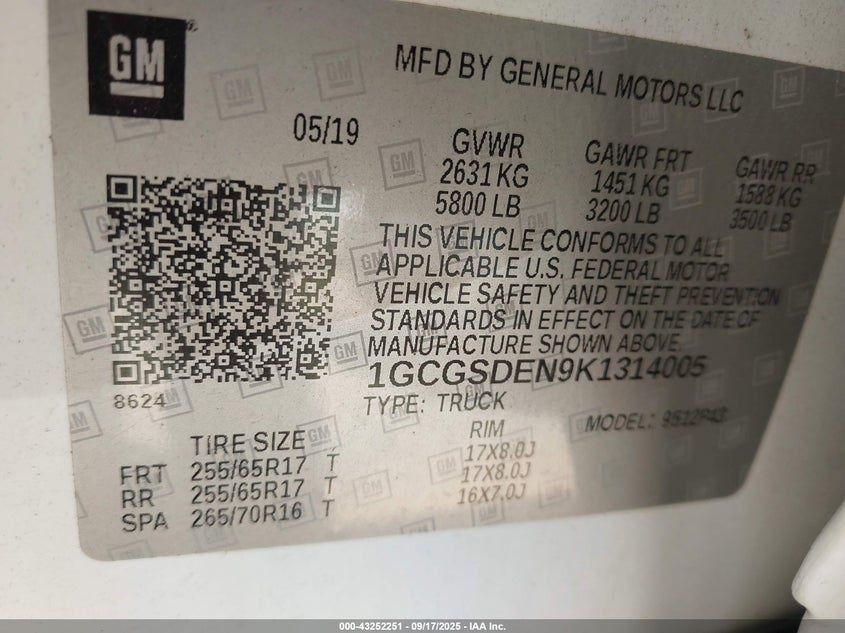 GM
MFD BY GENERAL MOTORS LLC
05/19
GVWR GAWR FRT GAWR RR
2631 KG 1451 KG 1588 KG
5800 LB 3200 LB 3500 LB
THIS VEHICLE CONFORMS TO ALL
APPLICABLE U.S. FEDERAL MOTOR
VEHICLE SAFETY AND THEFT PREVENTION
STANDARDS IN EFFECT ON THE DATE OF
MANUFACTURE SHOWN ABOVE.
1GCGSDEN9K1314005
8624
TYPE: TRUCK MODEL:
TIRE SIZE RIM
FRT 255/65R17 T 17X8.0J
RR 255/65R17 T 17X8.0J
SPA 265/70R16 T 16X7.0J
000-43252251 - 09/17/2025 - IAA Inc.